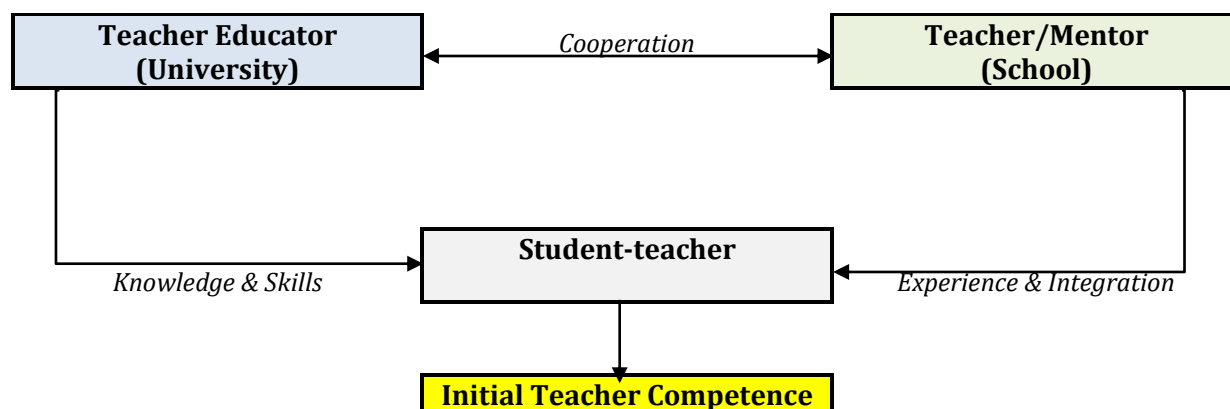 Teacher Educator
(University)
Cooperation
Teacher/Mentor
(School)
Student-teacher
Knowledge & Skills
Experience & Integration
Initial Teacher Competence